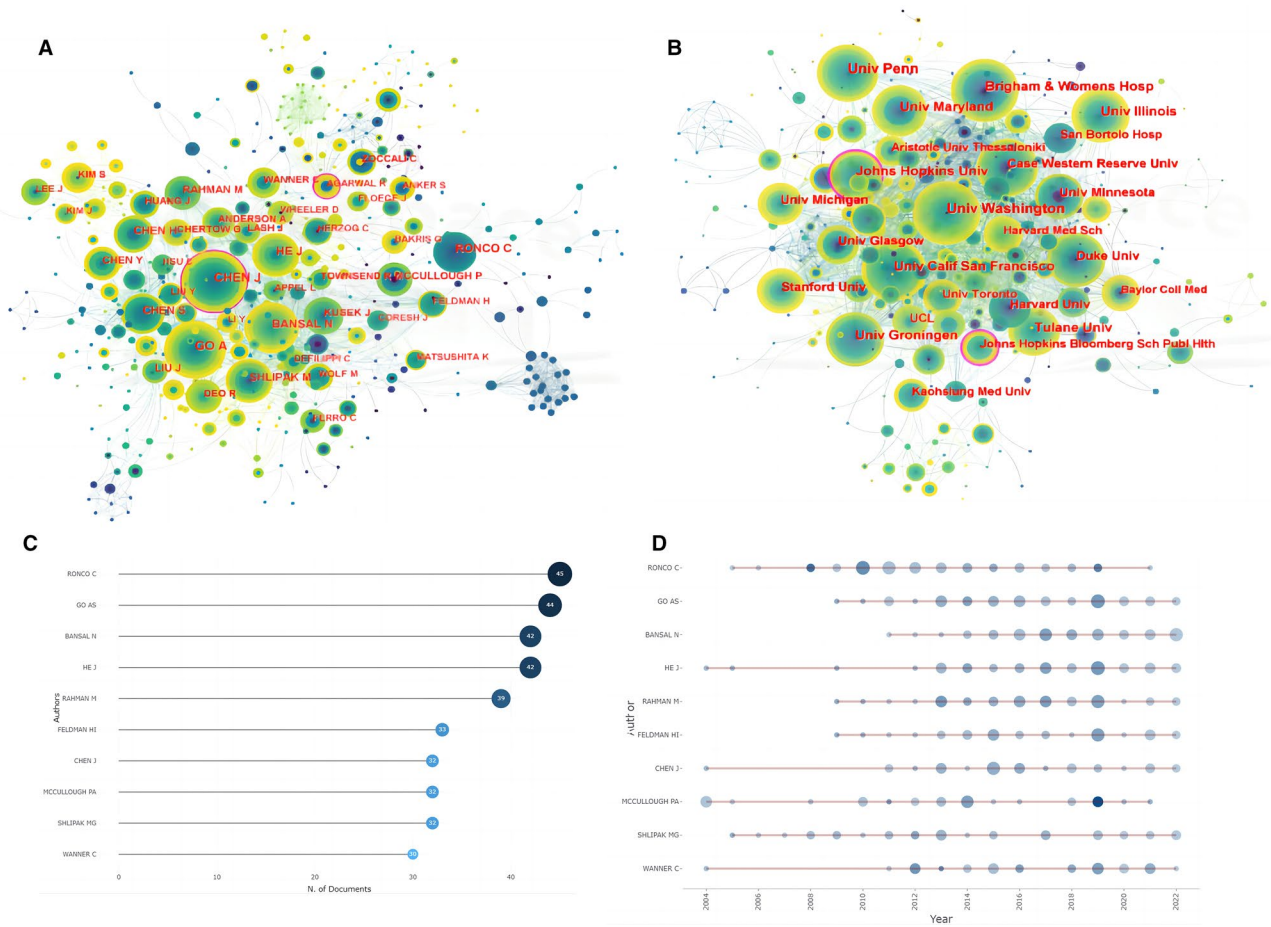 A
ZOCCALI C
KIM S
WANNER C
AGARWAL R
ANKER S
LEE J
RAHMAN M
HUANG J
FLOEGE J
KIM J
WHEELER D
ANDERSON A
CHEN H
CHERTOW G
LASH J
HERZOG C
BAKRIS G
HE J
RONCO C
CHEN Y
CHEN J
TOWNSEND R
MCCULLOUGH P
LIU Y
APPEL L
FELDMAN H
CHEN S
LI Y
BANSAL N
KUSEK J
CORESH J
GO A
DEFILIPPI C
MATSUSHITA K
LIU J
SHLIPAK M
WOLF M
DEO R
FERRO C
B
Univ Penn
Brigham & Womens Hosp
Univ Maryland
Univ Illinois
San Bortolo Hosp
Aristotle Univ Thessaloniki
Case Western Reserve Univ
Johns Hopkins Univ
Univ Minnesota
Univ Michigan
Univ Washington
Harvard Med Sch
Univ Glasgow
Duke Univ
Univ Calif San Francisco
Stanford Univ
Univ Toronto
Baylor Coll Med
Harvard Univ
UCL
Tulane Univ
Univ Groningen
Johns Hopkins Bloomberg Sch Publ Hlth
Kaohsiung Med Univ
C
Authors
RONCO C
45
GO AS
44
BANSAL N
42
HE J
42
RAHMAN M
39
FELDMAN HI
33
CHEN J
32
MCCULLOUGH PA
32
SHLIPAK MG
32
WANNER C
30
0 10 20 30 40
N. of Documents
D
Author
RONCO C
GO AS
BANSAL N
HE J
RAHMAN M
FELDMAN HI
CHEN J
MCCULLOUGH PA
SHLIPAK MG
WANNER C
2004 2006 2008 2010 2012 2014 2016 2018 2020 2022
Year